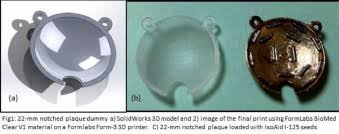 (a)
(b)
Fig1: 22-mm notched plaque dummy a) SolidWorks 3D model and 2) image of the final print using FormLabs BioMed
Clear V1 material on a Formlabs Form-3 3D printer. C) 22-mm notched plaque loaded with IsoAid I-125 seeds